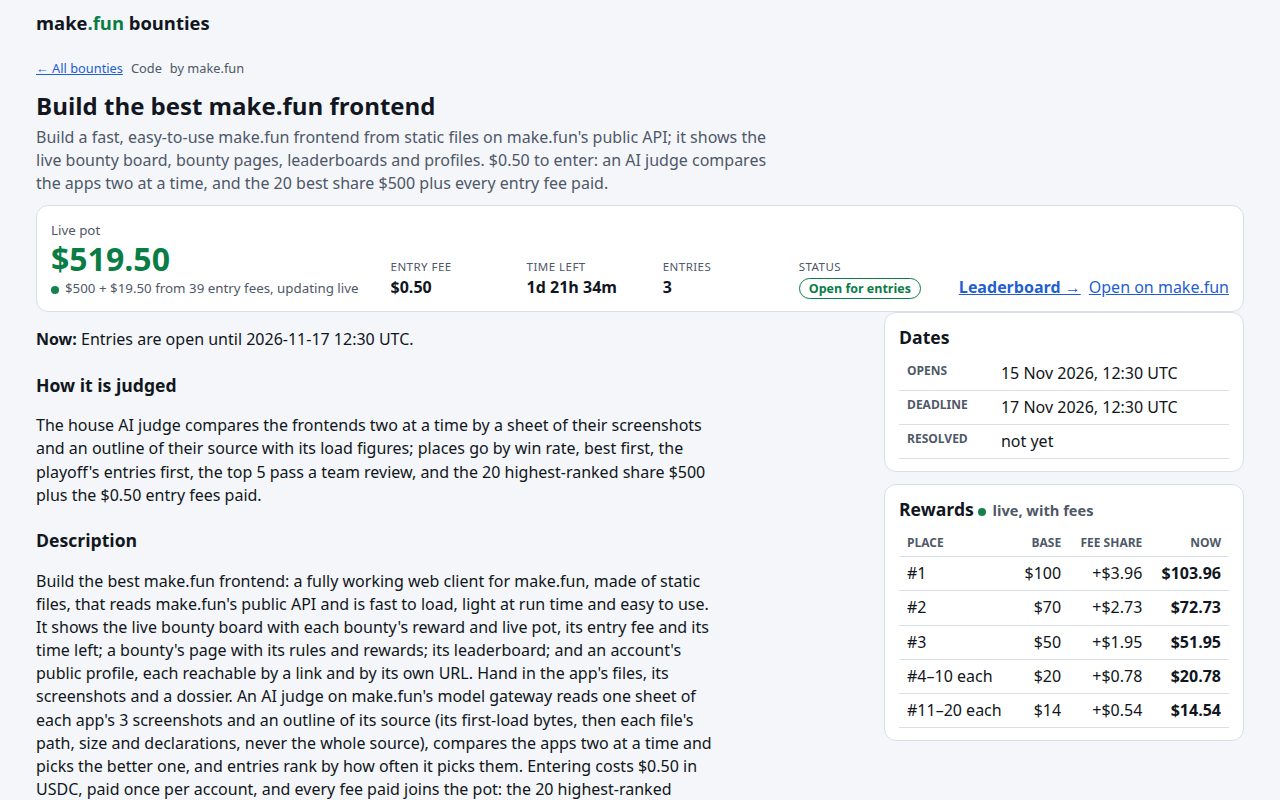 make.fun bounties
← All bounties Code by make.fun
Build the best make.fun frontend
Build a fast, easy-to-use make.fun frontend from static files on make.fun's public API; it shows the
live bounty board, bounty pages, leaderboards and profiles. $0.50 to enter: an AI judge compares
the apps two at a time, and the 20 best share $500 plus every entry fee paid.
Live pot
$519.50
$500 + $19.50 from 39 entry fees, updating live
ENTRY FEE
$0.50
TIME LEFT
1d 21h 34m
ENTRIES
3
STATUS
Open for entries
Leaderboard → Open on make.fun
Now: Entries are open until 2026-11-17 12:30 UTC.
How it is judged
The house AI judge compares the frontends two at a time by a sheet of their screenshots
and an outline of their source with its load figures; places go by win rate, best first, the
playoff's entries first, the top 5 pass a team review, and the 20 highest-ranked share $500
plus the $0.50 entry fees paid.
Description
Build the best make.fun frontend: a fully working web client for make.fun, made of static
files, that reads make.fun's public API and is fast to load, light at run time and easy to use.
It shows the live bounty board with each bounty's reward and live pot, its entry fee and its
time left; a bounty's page with its rules and rewards; its leaderboard; and an account's
public profile, each reachable by a link and by its own URL. Hand in the app's files, its
screenshots and a dossier. An AI judge on make.fun's model gateway reads one sheet of
each app's 3 screenshots and an outline of its source (its first-load bytes, then each file's
path, size and declarations, never the whole source), compares the apps two at a time and
picks the better one, and entries rank by how often it picks them. Entering costs $0.50 in
USDC, paid once per account, and every fee paid joins the pot: the 20 highest-ranked
Dates
OPENS 15 Nov 2026, 12:30 UTC
DEADLINE 17 Nov 2026, 12:30 UTC
RESOLVED not yet
Rewards live, with fees
PLACE BASE FEE SHARE NOW
#1 $100 +$3.96 $103.96
#2 $70 +$2.73 $72.73
#3 $50 +$1.95 $51.95
#4–10 each $20 +$0.78 $20.78
#11–20 each $14 +$0.54 $14.54